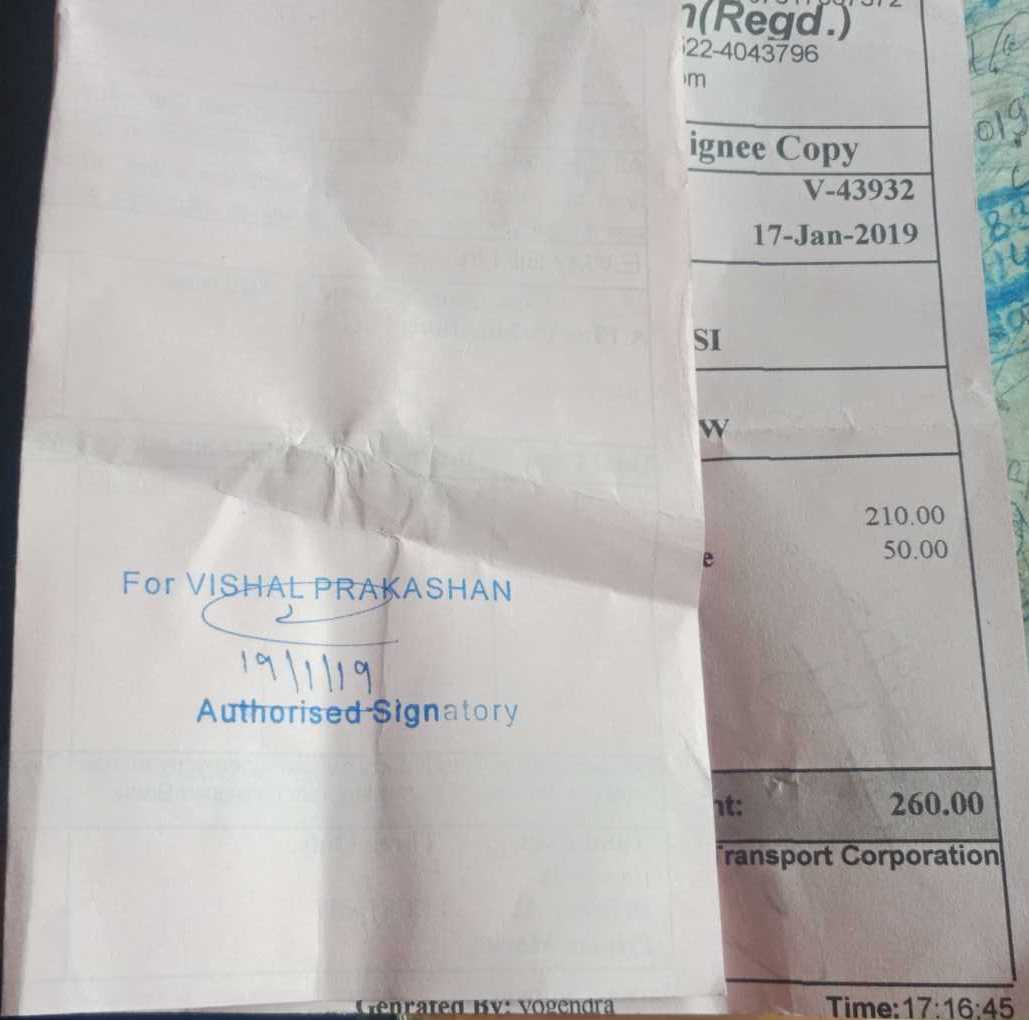 (Regd.)
22-4043796
ignee Copy
V-43932
17-Jan-2019
SI
W
210.00
e 50.00
For VISHAL PRAKASHAN
19/1/19
Authorised Signatory
nt: 260.00
Transport Corporation
Genrated By: yogendra
Time:17:16:45